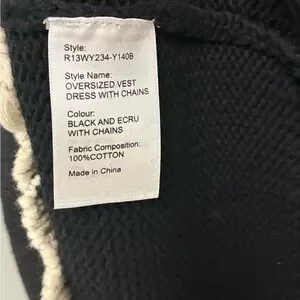 Style:
R13WY234-Y140B
Style Name:
OVERSIZED VEST
DRESS WITH CHAINS
Colour:
BLACK AND ECRU
WITH CHAINS
Fabric Composition:
100%COTTON
Made in China